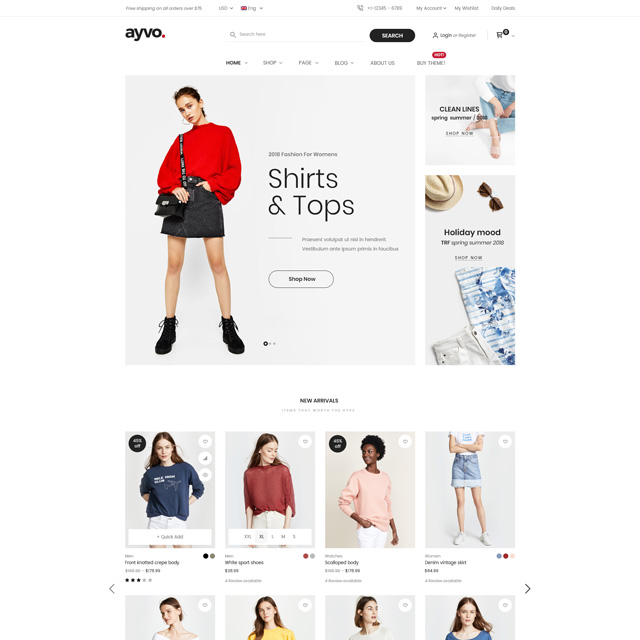 Free shipping on all orders over $75
USD
Eng
+1-12345 - 6789
My Account
My Wishlist
Daily Deals
ayvo.
Search here
SEARCH
Login or Register
0
HOT!
HOME
SHOP
PAGE
BLOG
ABOUT US
BUY THEME!
2018 Fashion For Womens
Shirts
& Tops
Praesent volutpat ut nisl in hendrerit
Vestibulum ante ipsum primis in faucibus
Shop Now
CLEAN LINES
spring summer / 2018
SHOP NOW
Holiday mood
TRF spring summer 2018
SHOP NOW
NEW ARRIVALS
ITEMS THAT WORTH THE HYPE
45%
off
+ Quick Add
Men
Front knotted crepe body
$198.99 - $178.99
XXL XL L M S
Men
White sport shoes
$38.99
4 Review available
45%
off
Watches
Scalloped body
$198.99 - $178.99
4 Review available
Women
Denim vintage skirt
$64.99
4 Review available